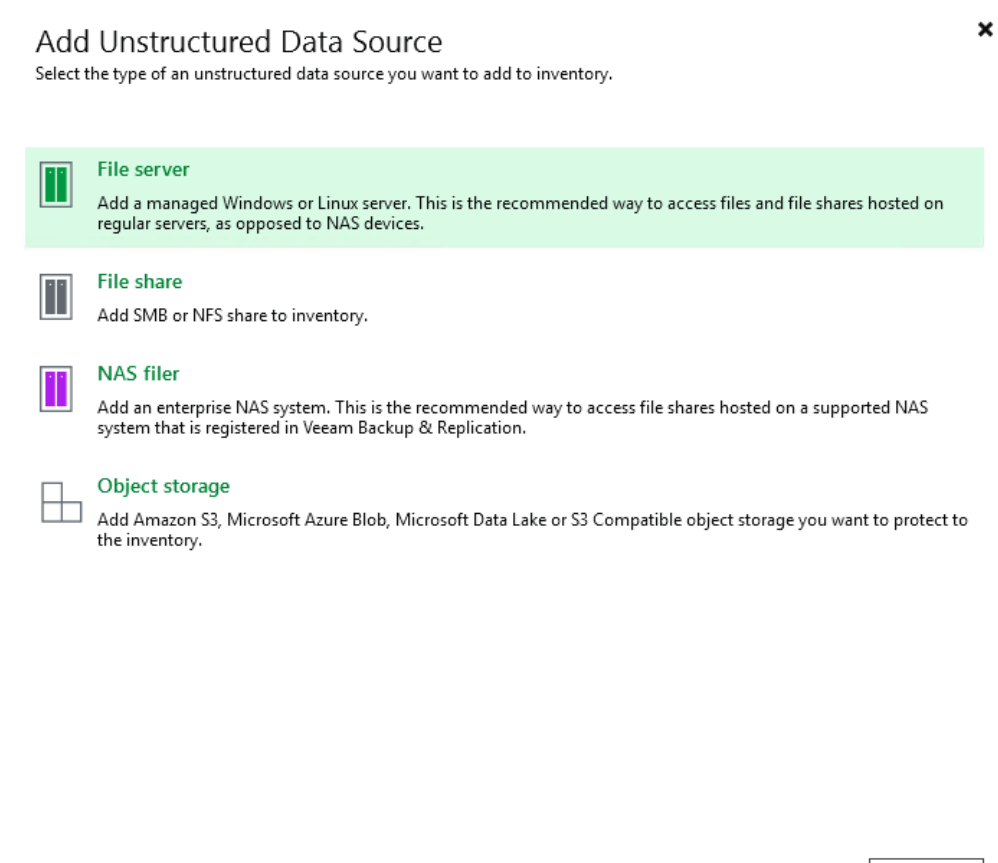 Add Unstructured Data Source
Select the type of an unstructured data source you want to add to inventory.
File server
Add a managed Windows or Linux server. This is the recommended way to access files and file shares hosted on
regular servers, as opposed to NAS devices.
File share
Add SMB or NFS share to inventory.
NAS filer
Add an enterprise NAS system. This is the recommended way to access file shares hosted on a supported NAS
system that is registered in Veeam Backup & Replication.
Object storage
Add Amazon S3, Microsoft Azure Blob, Microsoft Data Lake or S3 Compatible object storage you want to protect to
the inventory.